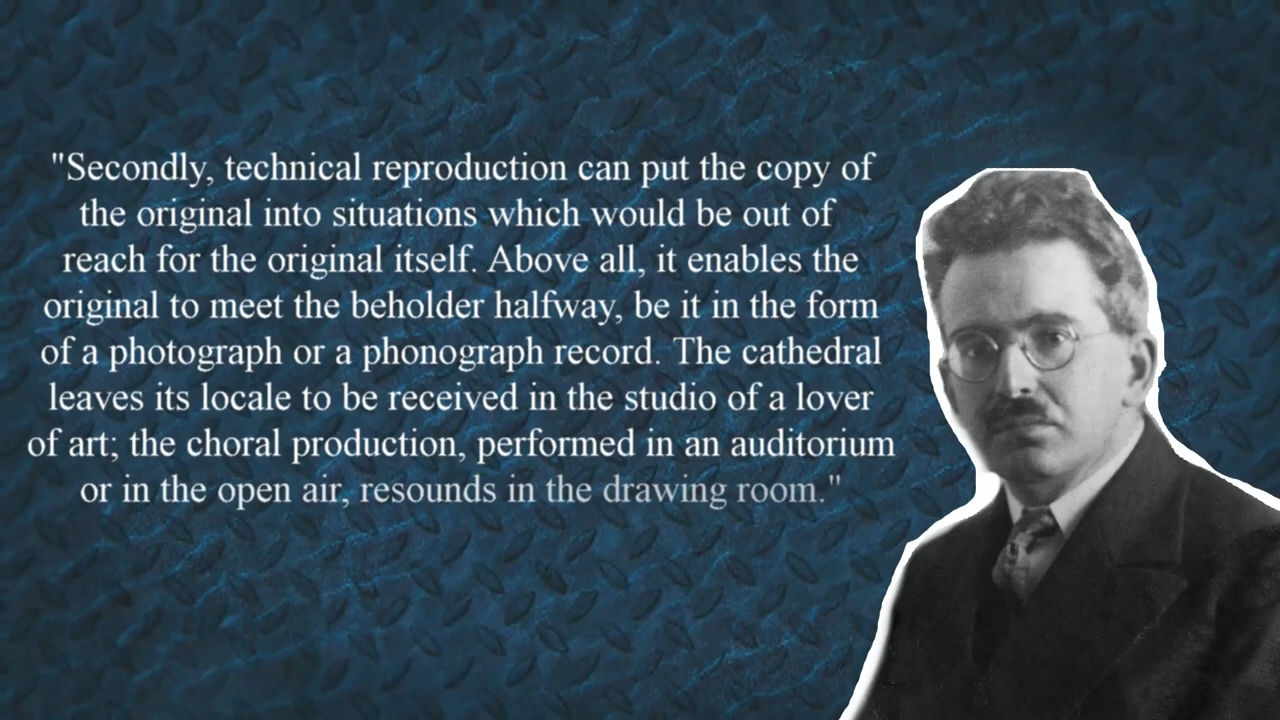 "Secondly, technical reproduction can put the copy of
the original into situations which would be out of
reach for the original itself. Above all, it enables the
original to meet the beholder halfway, be it in the form
of a photograph or a phonograph record. The cathedral
leaves its locale to be received in the studio of a lover
of art; the choral production, performed in an auditorium
or in the open air, resounds in the drawing room."